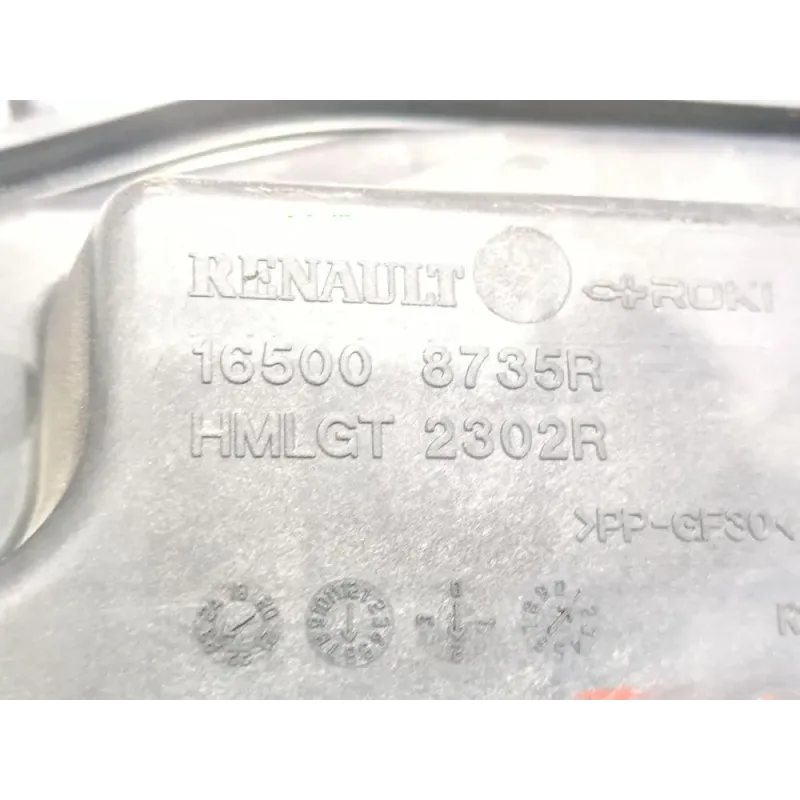 RENAULT ROKI
16500 8735R
HMLGT 2302R
>PP-GF30<